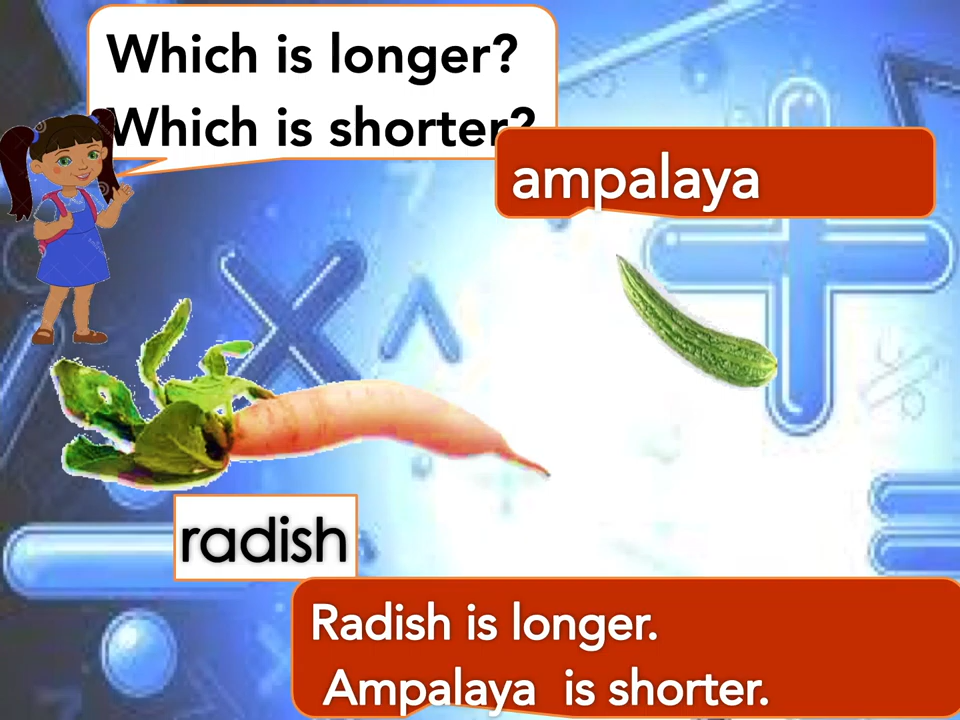 Which is longer?
Which is shorter?
ampalaya
radish
Radish is longer.
Ampalaya is shorter.